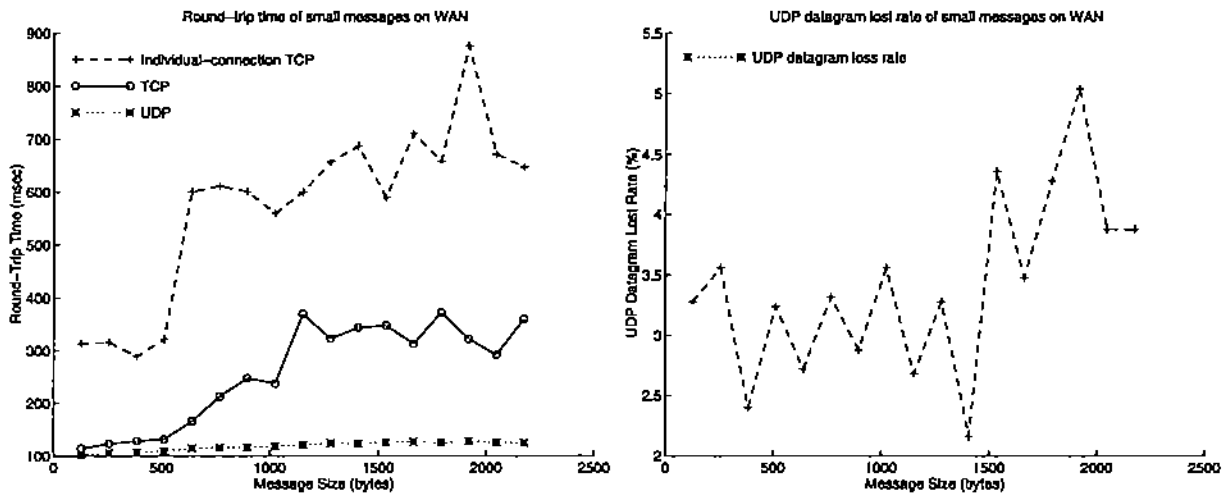 Round-trip time of small messages on WAN
900
800
700
600
500
400
300
200
100
0
500
1000
1500
2000
2500
Round-Trip Time (msec)
Message Size (bytes)
Individual-connection TCP
TCP
UDP
UDP datagram lost rate of small messages on WAN
5.5
5
4.5
4
3.5
3
2.5
2
0
500
1000
1500
2000
2500
UDP Datagram Lost Rate (%)
Message Size (bytes)
UDP datagram loss rate